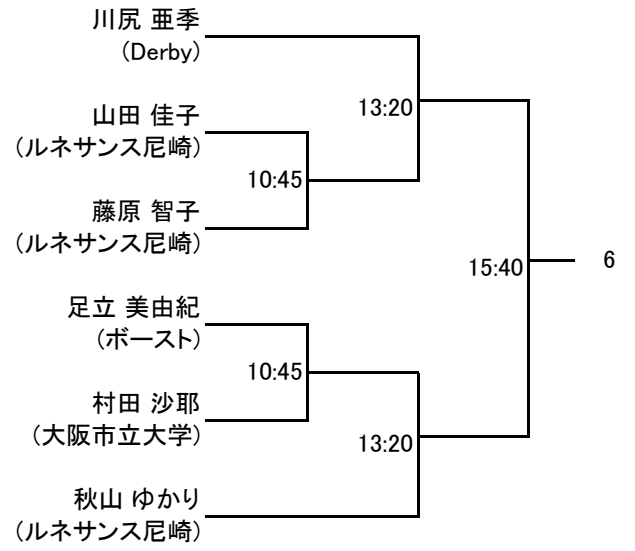 川尻 亜季
(Derby)
13:20
山田 佳子
(ルネサンス尼崎)
10:45
藤原 智子
(ルネサンス尼崎)
15:40
6
足立 美由紀
(ボースト)
10:45
村田 沙耶
(大阪市立大学)
13:20
秋山 ゆかり
(ルネサンス尼崎)